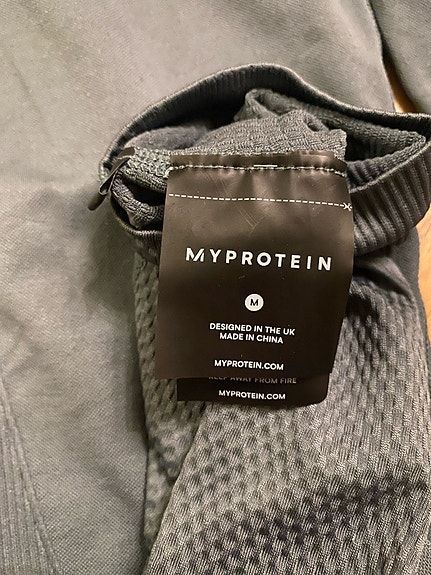 MYPROTEIN
M
DESIGNED IN THE UK
MADE IN CHINA
MYPROTEIN.COM
KEEP AWAY FROM FIRE
MYPROTEIN.COM